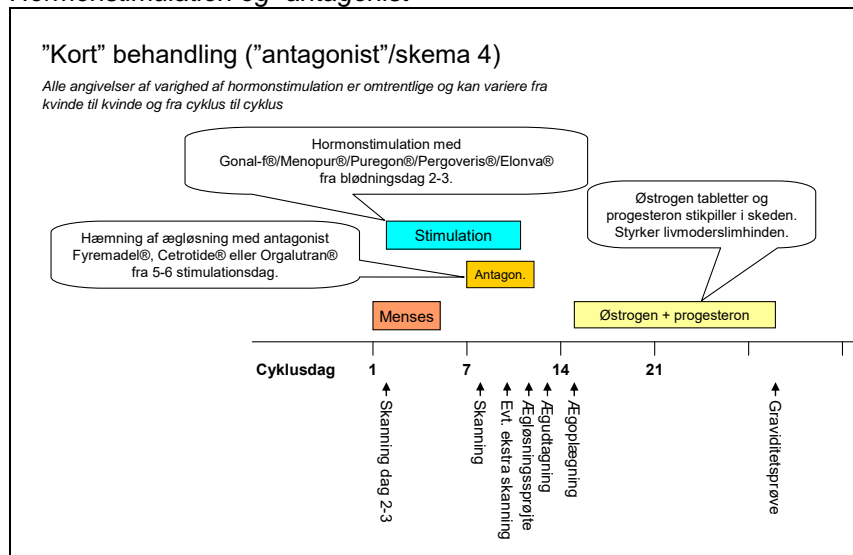 Hormonstimulation og "antagonist"
”Kort” behandling (”antagonist”/skema 4)
Alle angivelser af varighed af hormonstimulation er omtrentlige og kan variere fra
kvinde til kvinde og fra cyklus til cyklus
Hormonstimulation med
Gonal-f®/Menopur®/Puregon®/Pergoveris®/Elonva®
fra blødningsdag 2-3.
Østrogen tabletter og
progesteron stikpiller i skeden.
Styrker livmoderslimhinden.
Hæmning af ægløsning med antagonist
Fyremadel®, Cetrotide® eller Orgalutran®
fra 5-6 stimulationsdag.
Stimulation
Antagon.
Menses
Østrogen + progesteron
Cyklusdag
1
7
14
21
Skanning dag 2-3
Skanning
Evt. ekstra skanning
Ægløsningssprøjte
Ægudtagning
Ægoplægning
Graviditetsprøve